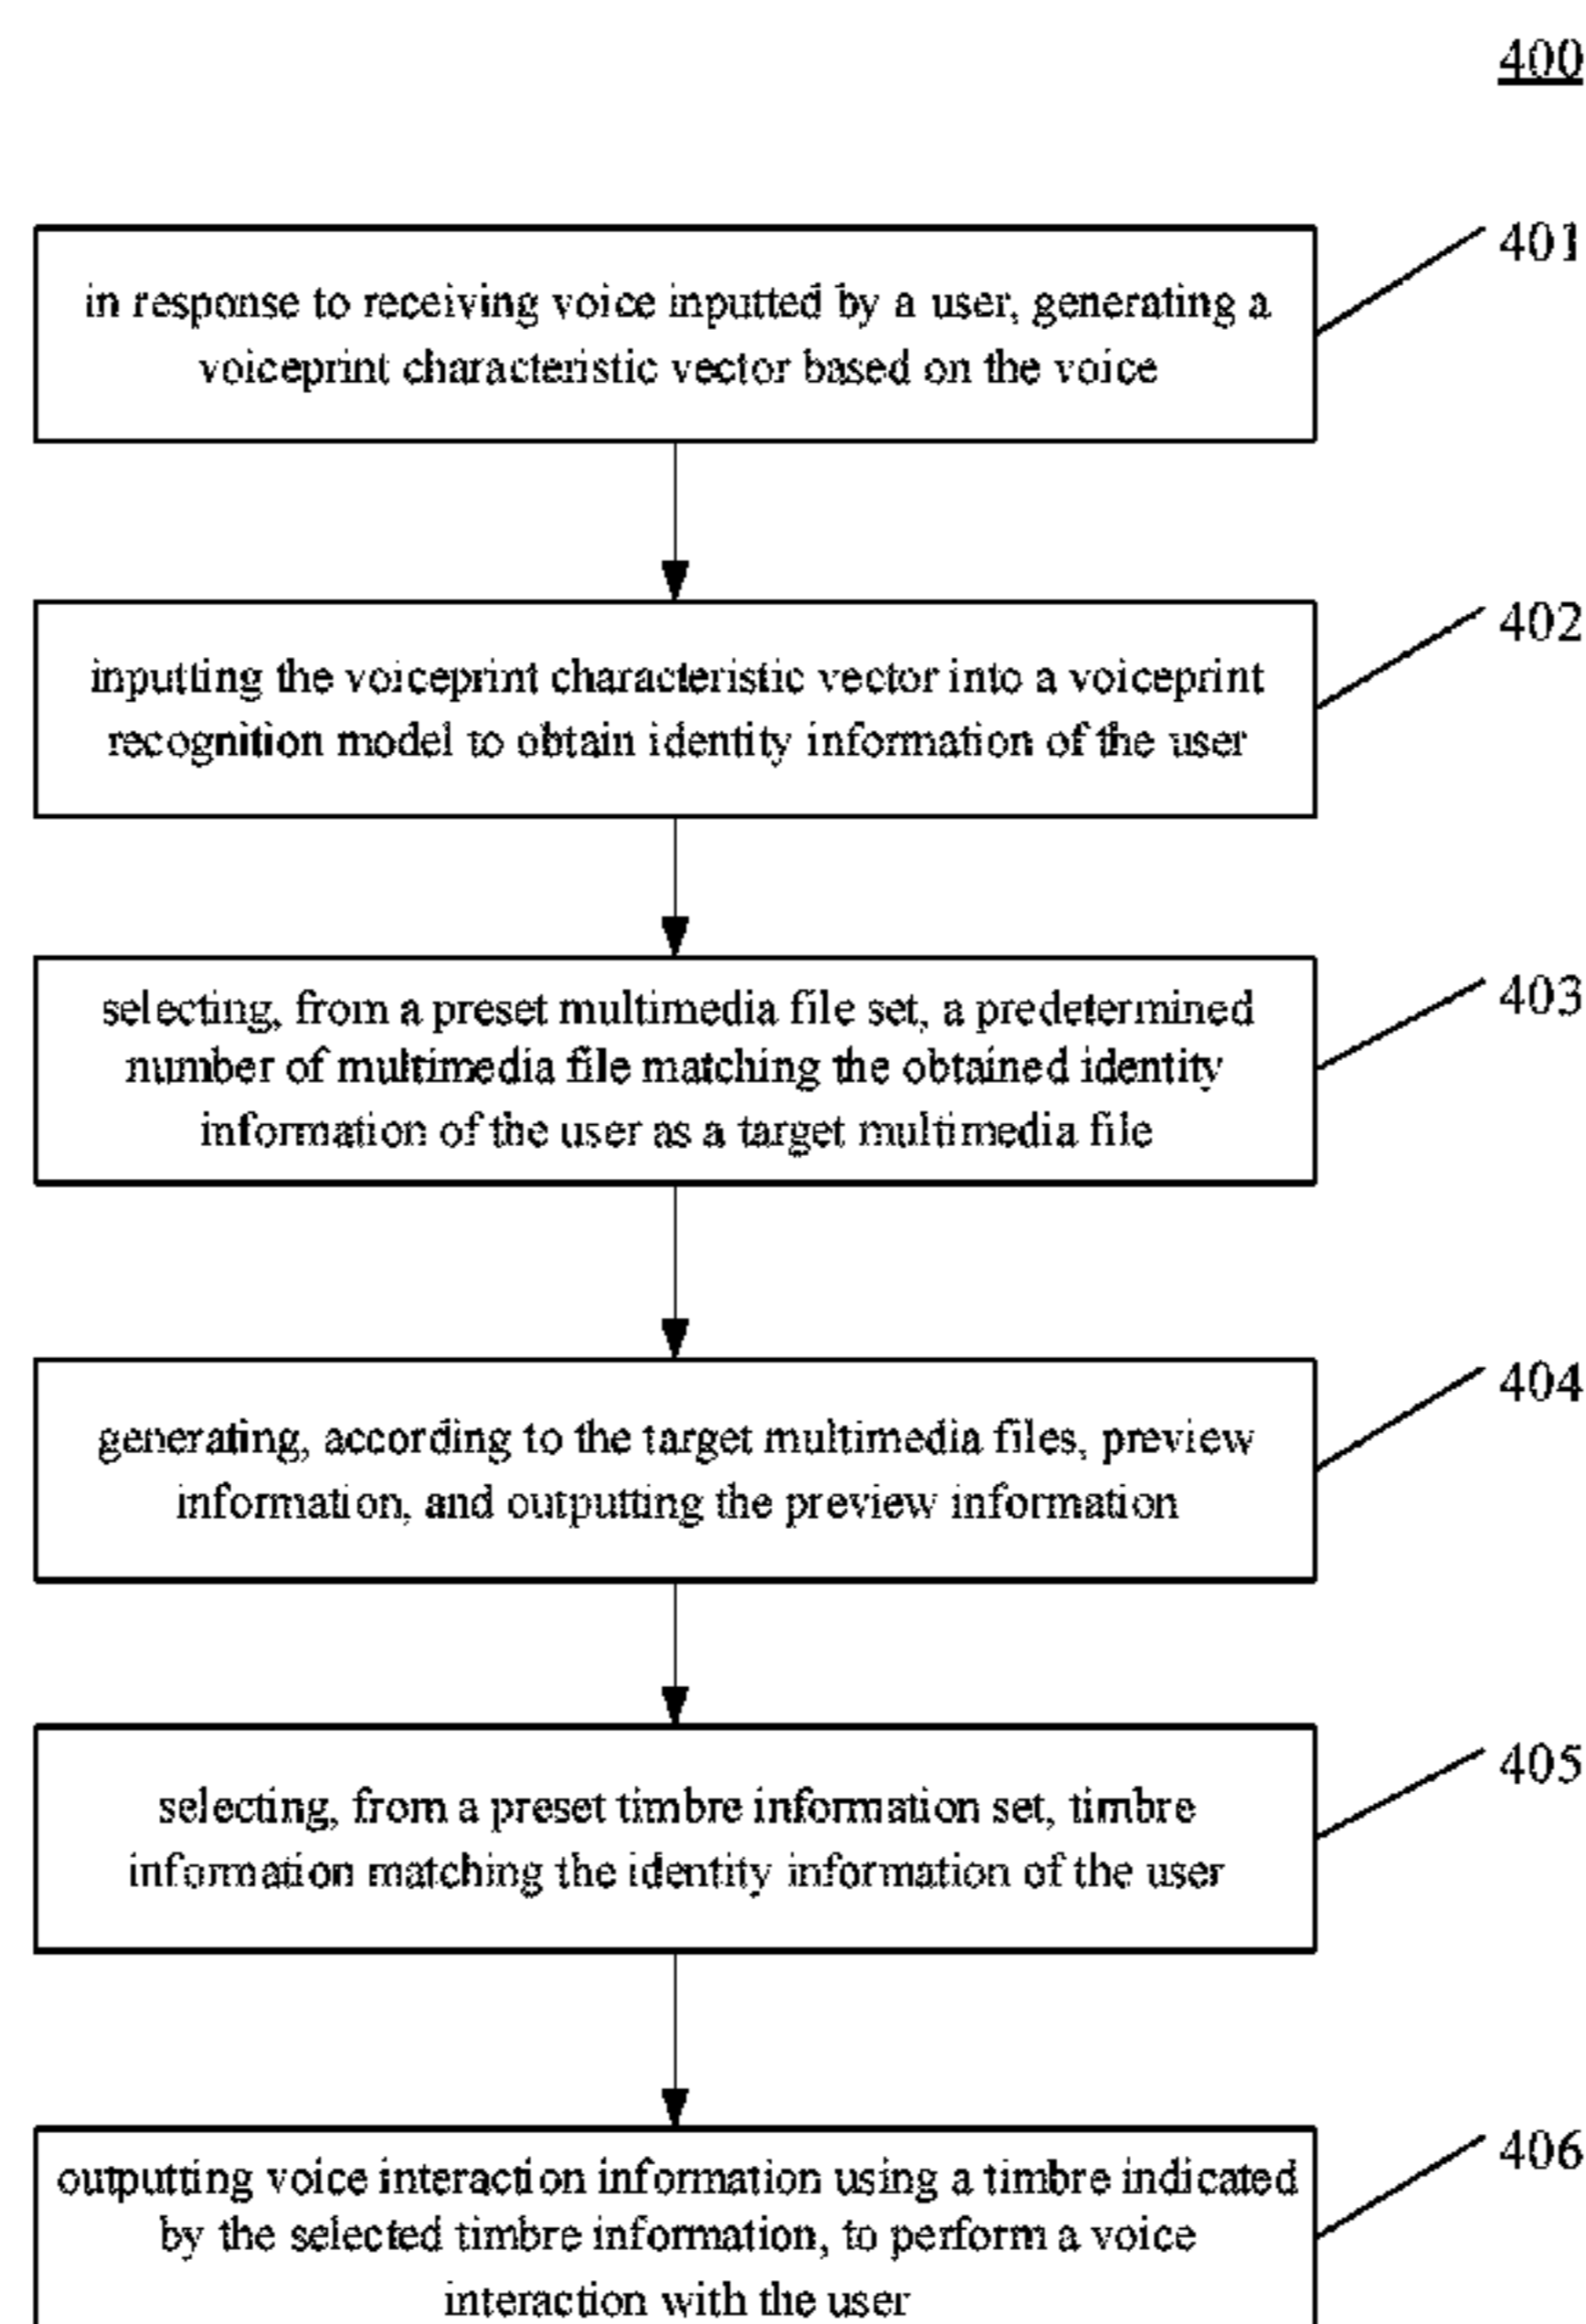 400
401
in response to receiving voice inputted by a user, generating a
voiceprint characteristic vector based on the voice
402
inputting the voiceprint characteristic vector into a voiceprint
recognition model to obtain identity information of the user
403
selecting, from a preset multimedia file set, a predetermined
number of multimedia file matching the obtained identity
information of the user as a target multimedia file
404
generating, according to the target multimedia files, preview
information, and outputting the preview information
405
selecting, from a preset timbre information set, timbre
information matching the identity information of the user
406
outputting voice interaction information using a timbre indicated
by the selected timbre information, to perform a voice
interaction with the user